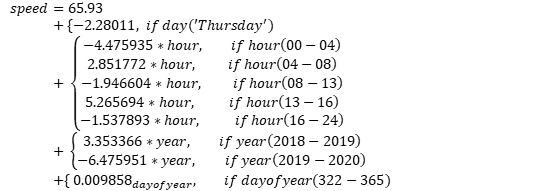 speed = 65.93
+ {−2.28011, if day('Thursday')
−4.475935 ∗ hour, if hour(00 − 04)
2.851772 ∗ hour, if hour(04 − 08)
+ { −1.946604 ∗ hour, if hour(08 − 13)
5.265694 ∗ hour, if hour(13 − 16)
−1.537893 ∗ hour, if hour(16 − 24)
+ { 3.353366 ∗ year, if year(2018 − 2019)
−6.475951 ∗ year, if year(2019 − 2020)
+{ 0.009858dayofyear, if dayofyear(322 − 365)